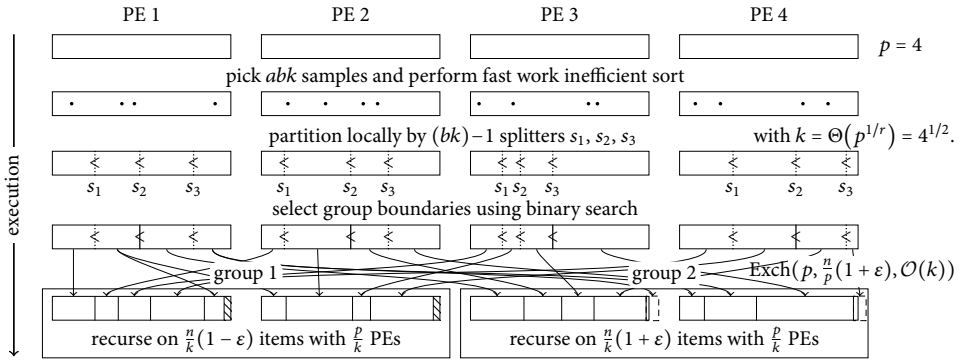 PE 1 PE 2 PE 3 PE 4
p = 4
pick abk samples and perform fast work inefficient sort
partition locally by (bk)−1 splitters s₁, s₂, s₃ with k = Θ(p^{1/r}) = 4^{1/2}.
< < < < < < < < < < < <
s₁ s₂ s₃ s₁ s₂ s₃ s₁ s₂ s₃ s₁ s₂ s₃
select group boundaries using binary search
< < < < < < < < < < < <
group 1 group 2 Exch(p, n/p(1 + ε), O(k))
recurse on n/k(1 − ε) items with p/k PEs recurse on n/k(1 + ε) items with p/k PEs
execution